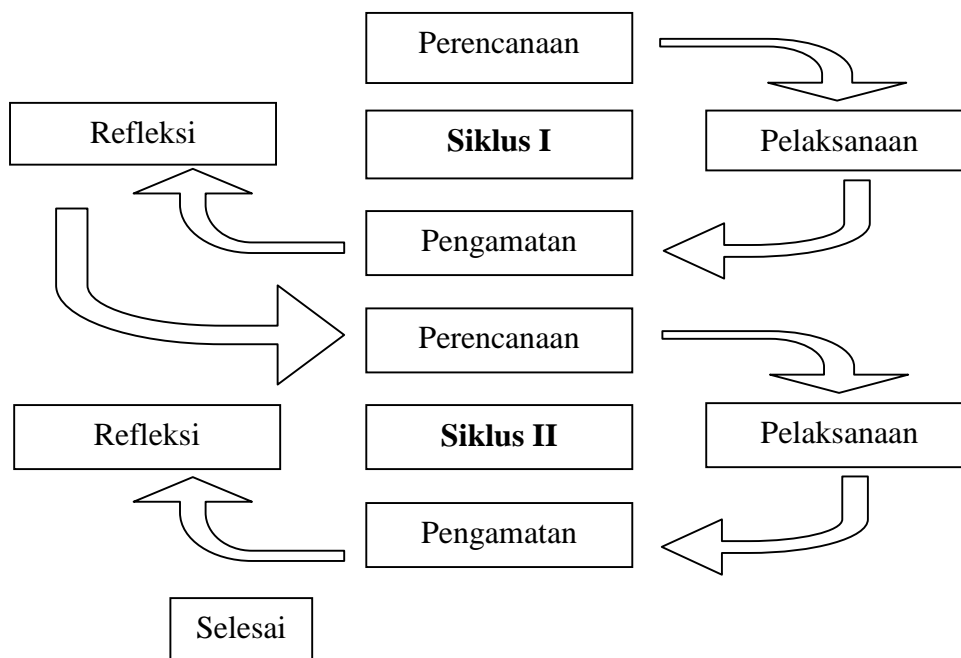 Perencanaan
Refleksi
Siklus I
Pelaksanaan
Pengamatan
Perencanaan
Refleksi
Siklus II
Pelaksanaan
Pengamatan
Selesai